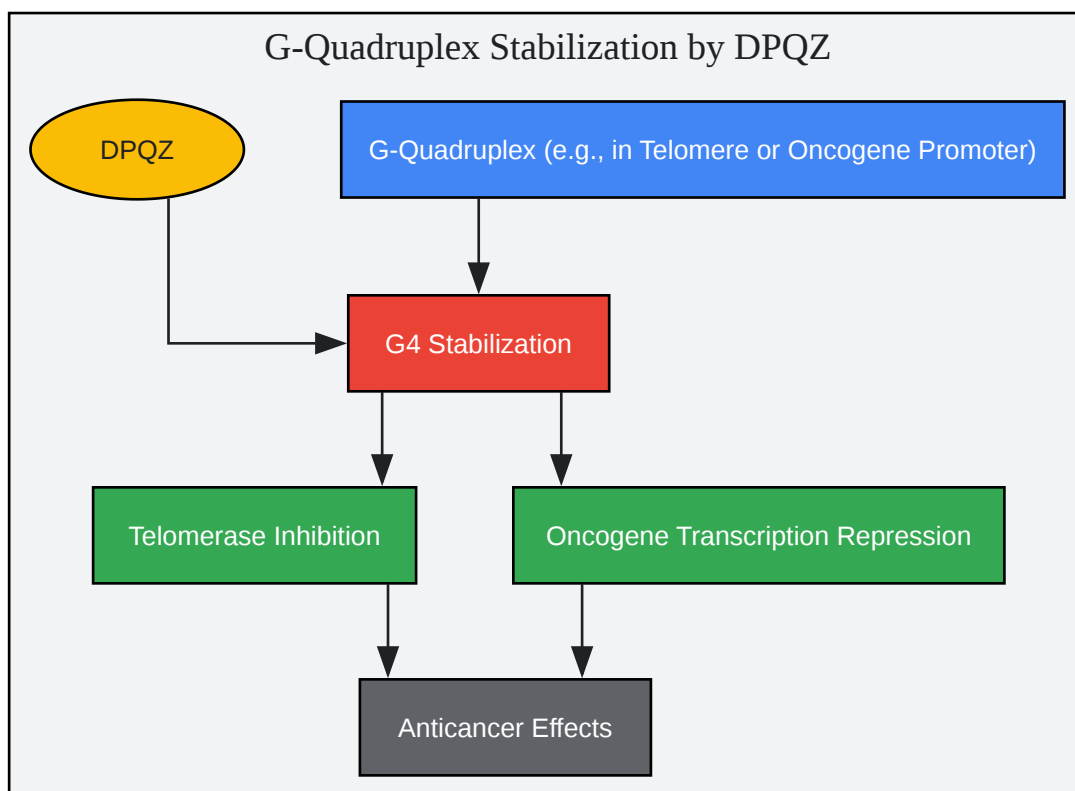 G-Quadruplex Stabilization by DPQZ
DPQZ
G-Quadruplex (e.g., in Telomere or Oncogene Promoter)
G4 Stabilization
Telomerase Inhibition
Oncogene Transcription Repression
Anticancer Effects